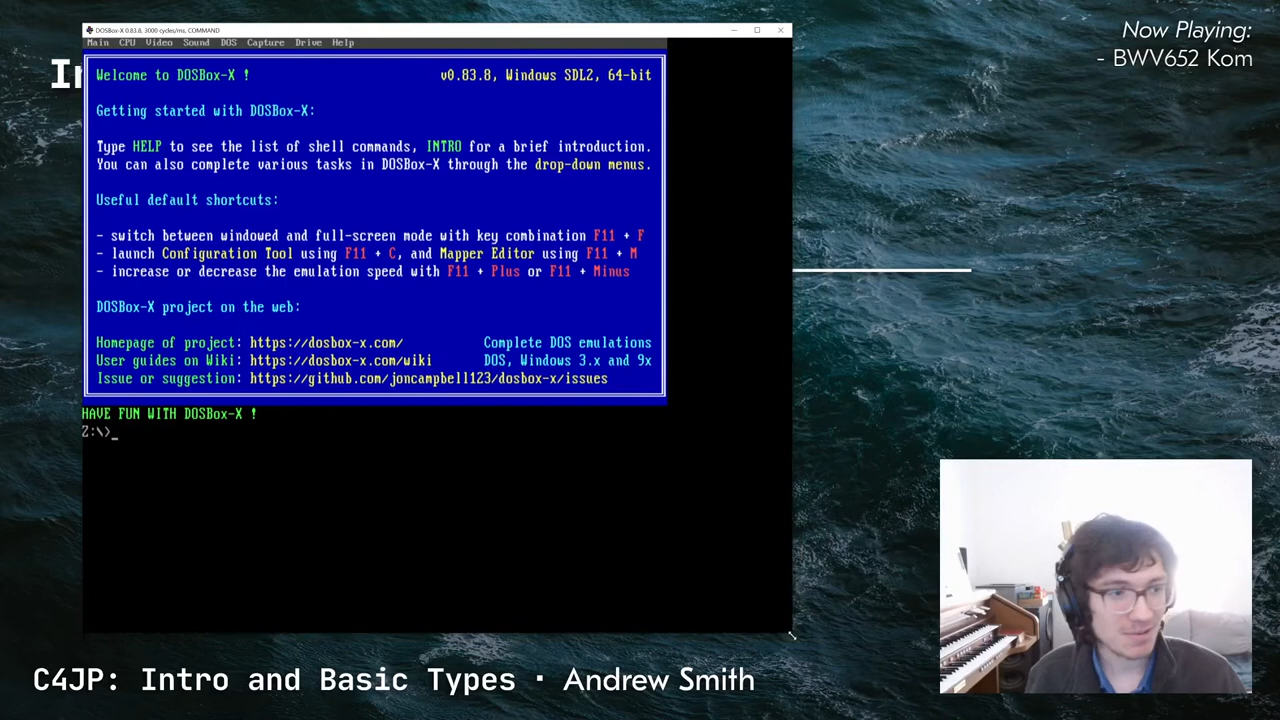 DOSBox-X 0.83.8, 3000 cycles/ms, COMMAND
Main CPU Video Sound DOS Capture Drive Help
Welcome to DOSBox-X !
v0.83.8, Windows SDL2, 64-bit
Getting started with DOSBox-X:
Type HELP to see the list of shell commands, INTRO for a brief introduction.
You can also complete various tasks in DOSBox-X through the drop-down menus.
Useful default shortcuts:
- switch between windowed and full-screen mode with key combination F11 + F
- launch Configuration Tool using F11 + C, and Mapper Editor using F11 + M
- increase or decrease the emulation speed with F11 + Plus or F11 + Minus
DOSBox-X project on the web:
Homepage of project: https://dosbox-x.com/ Complete DOS emulations
User guides on Wiki: https://dosbox-x.com/wiki DOS, Windows 3.x and 9x
Issue or suggestion: https://github.com/joncampbell123/dosbox-x/issues
HAVE FUN WITH DOSBox-X !
Z:\>_
Now Playing:
- BWV652 Kom
C4JP: Intro and Basic Types · Andrew Smith